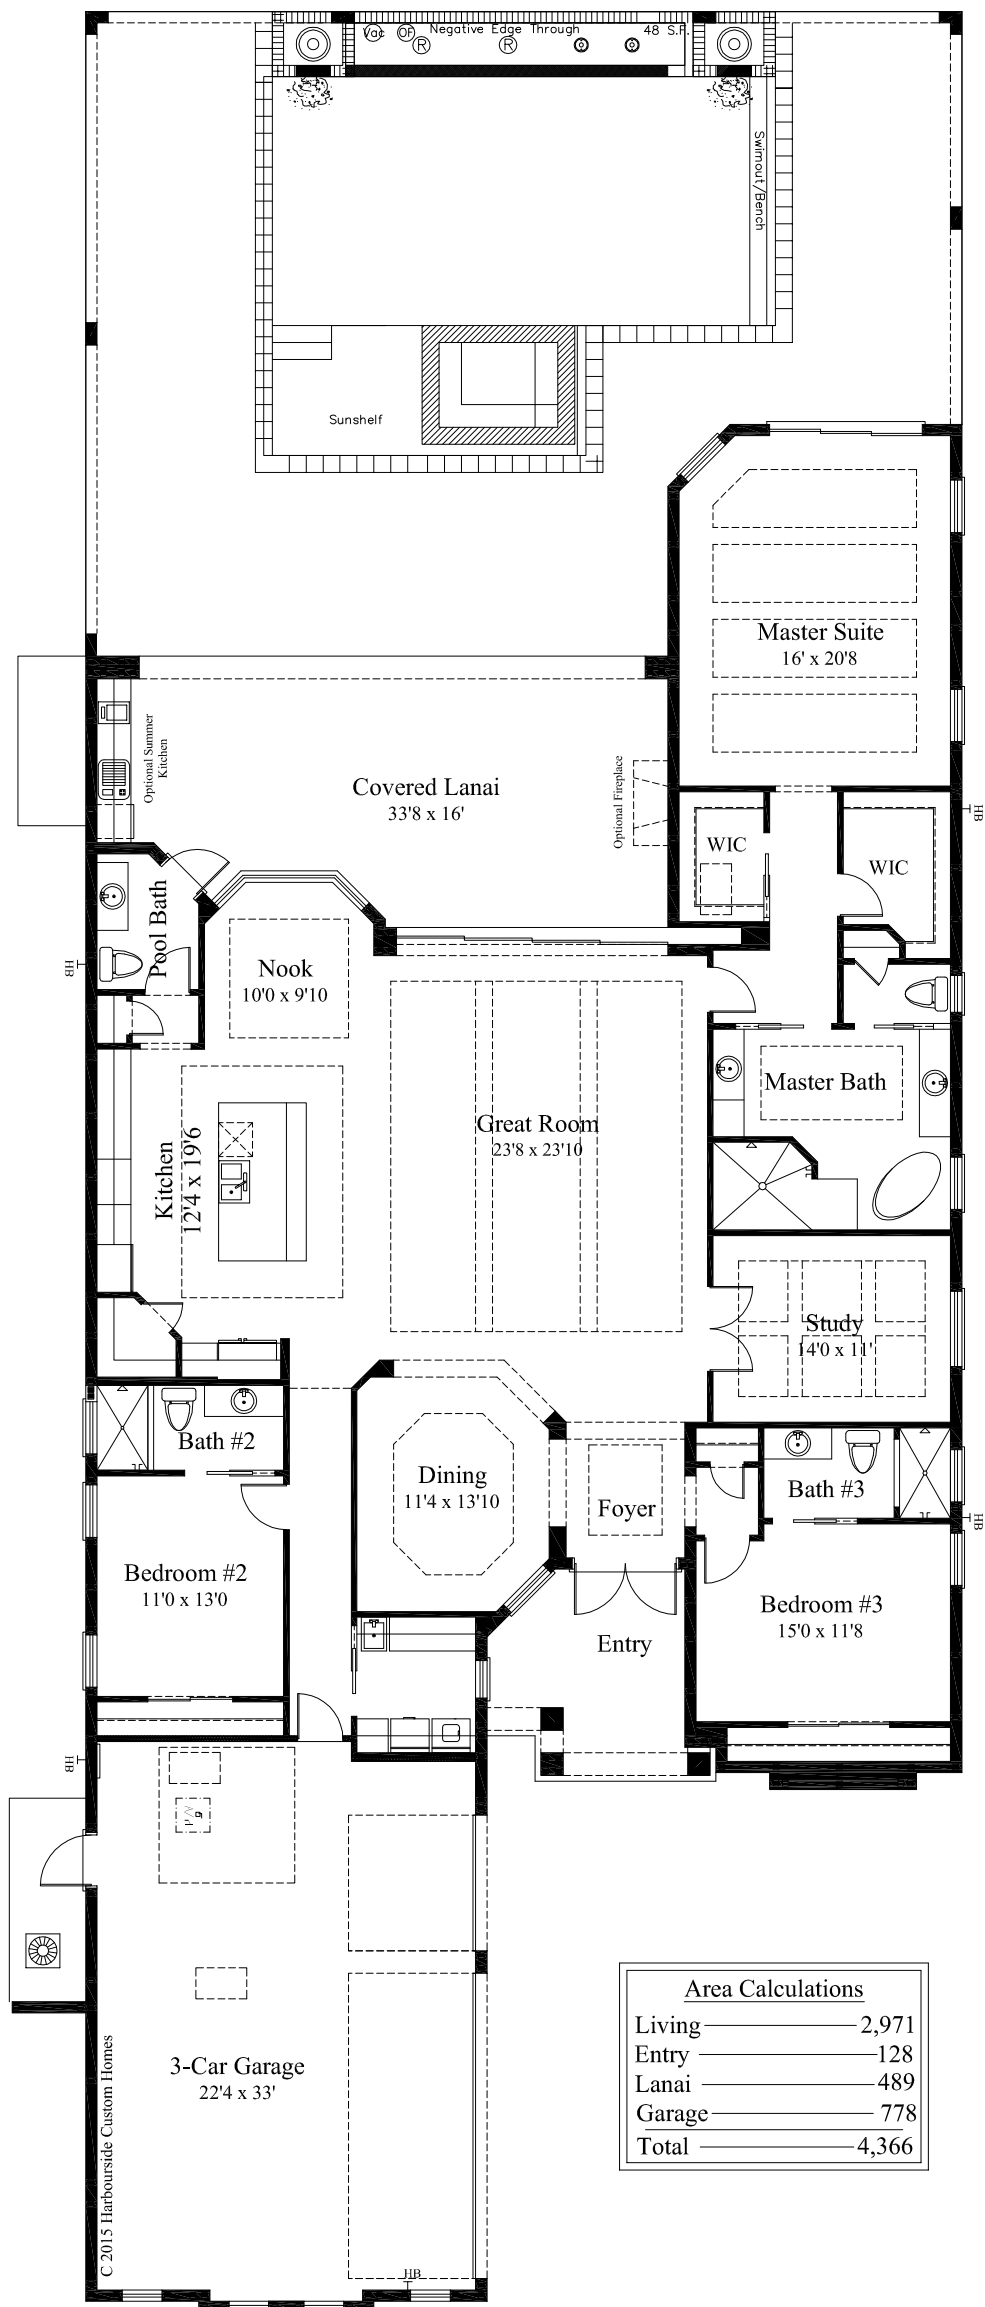 Vac
OF
R
Negative Edge Through
R
48 S.F.
Swimout/Bench
Sunshelf
Master Suite
16' x 20'8
Optional Summer
Kitchen
Covered Lanai
33'8 x 16'
Optional Fireplace
WIC
WIC
HB
Pool Bath
HB
Nook
10'0 x 9'10
Master Bath
Great Room
23'8 x 23'10
Kitchen
12'4 x 19'6
Study
14'0 x 11'
Bath #2
Dining
11'4 x 13'10
Foyer
Bath #3
HB
Bedroom #2
11'0 x 13'0
Bedroom #3
15'0 x 11'8
Entry
HB
3-Car Garage
22'4 x 33'
C 2015 Harbourside Custom Homes
HB
Area Calculations
Living 2,971
Entry 128
Lanai 489
Garage 778
Total 4,366